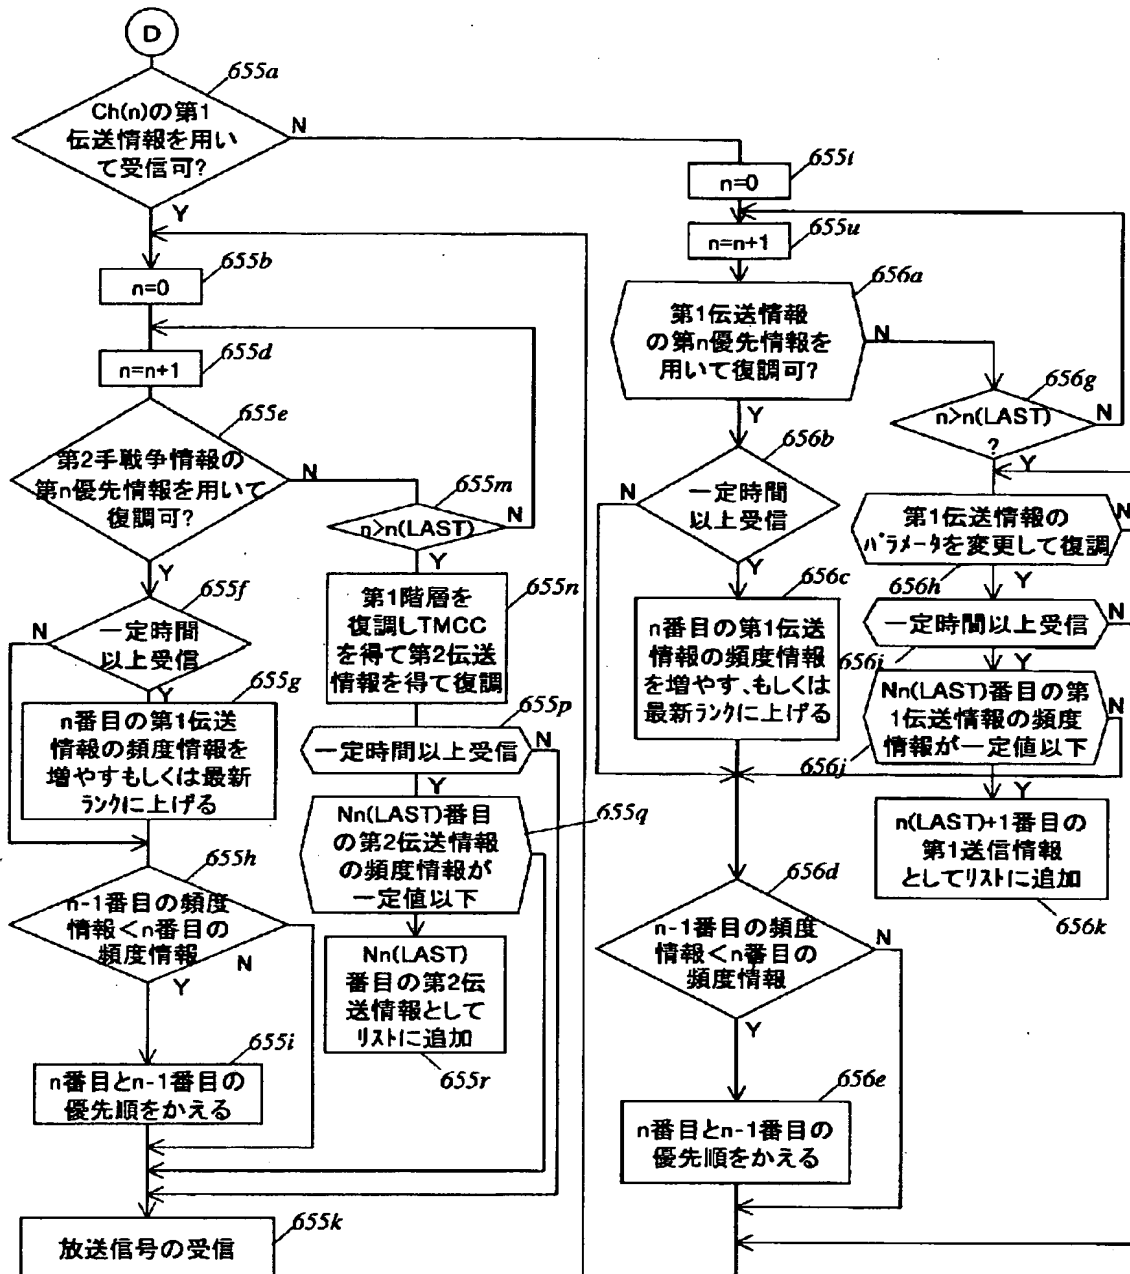 D
655a
Ch(n)の第1
伝送情報を用い
て受信可?
N
Y
655b
n=0
655d
n=n+1
655e
第2手戦争情報の
第n優先情報を用いて
復調可?
N
Y
655m
n>n(LAST)
N
Y
655f
一定時間
以上受信
N
Y
655g
n番目の第1伝送
情報の頻度情報を
増やすもしくは最新
ﾗﾝｸに上げる
655n
第1階層を
復調しTMCC
を得て第2伝送
情報を得て復調
655p
一定時間以上受信
N
Y
655q
Nn(LAST)番目
の第2伝送情報
の頻度情報が
一定値以下
Y
Nn(LAST)
番目の第2伝
送情報として
ﾘｽﾄに追加
655r
655h
n-1番目の頻度
情報<n番目の
頻度情報
N
Y
655i
n番目とn-1番目の
優先順をかえる
655k
放送信号の受信
655t
n=0
655u
n=n+1
656a
第1伝送情報
の第n優先情報を
用いて復調可?
N
Y
656g
n>n(LAST)
?
N
Y
656b
一定時間
以上受信
N
Y
656c
n番目の第1伝送
情報の頻度情報
を増やす、もしくは
最新ﾗﾝｸに上げる
第1伝送情報の
ﾊﾟﾗﾒｰﾀを変更して復調
N
656h
Y
一定時間以上受信
N
656i
Y
Nn(LAST)番目の第
1伝送情報の頻度
情報が一定値以下
N
656j
Y
n(LAST)+1番目の
第1送信情報
としてﾘｽﾄに追加
656k
656d
n-1番目の頻度
情報<n番目の
頻度情報
N
Y
656e
n番目とn-1番目の
優先順をかえる